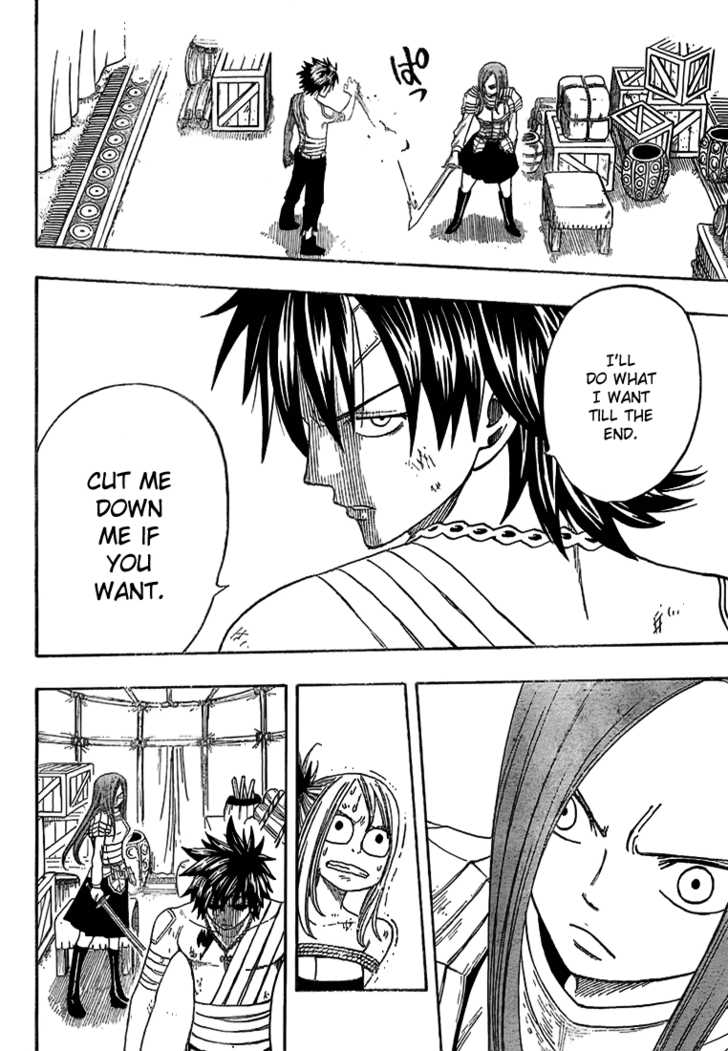 ぱっ
I'LL
DO WHAT
I WANT
TILL THE
END.
CUT ME
DOWN
ME IF
YOU
WANT.